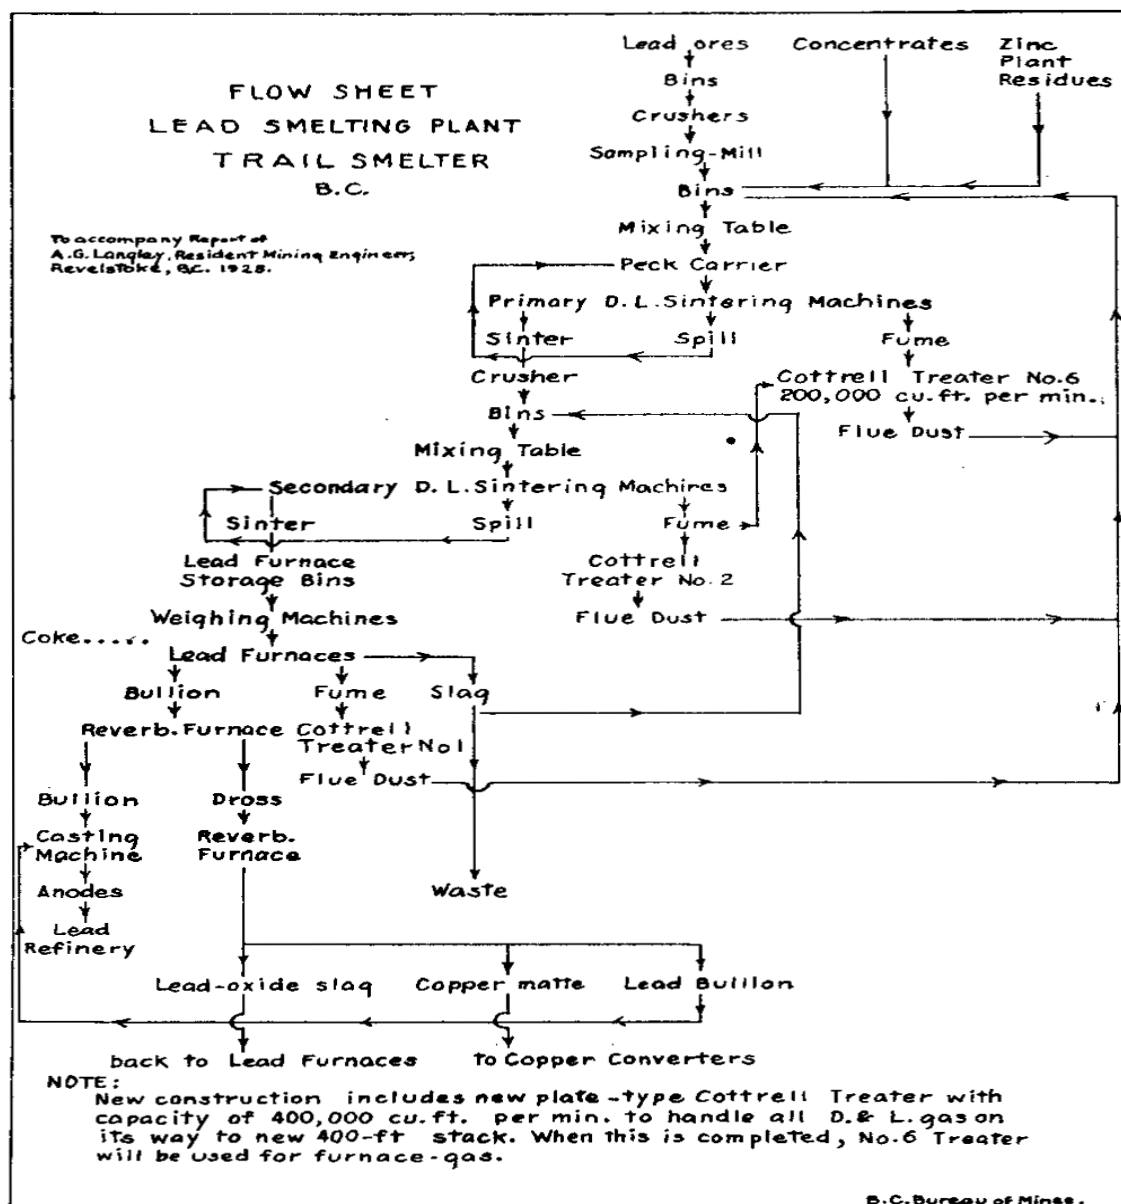 Lead ores
Concentrates
Zinc
Plant
Residues
Bins
Crushers
Sampling-Mill
Bins
Mixing Table
Peck Carrier
FLOW SHEET
LEAD SMELTING PLANT
TRAIL SMELTER
B.C.
To accompany Report of
A.G. Langley, Resident Mining Engineer,
Revelstoke, B.C. 1928.
Primary D.L. Sintering Machines
Sinter
Spill
Fume
Crusher
Cottrell Treater No.6
200,000 cu.ft. per min.
Bins
Flue Dust
Mixing Table
Secondary D.L. Sintering Machines
Sinter
Spill
Fume
Lead Furnace
Storage Bins
Cottrell
Treater No.2
Flue Dust
Weighing Machines
Coke.....
Lead Furnaces
Bullion
Fume
Slag
Reverb. Furnace
Cottrell
Treater No1
Flue Dust
Bullion
Dross
Casting
Machine
Reverb.
Furnace
Anodes
Waste
Lead
Refinery
Lead-oxide slag
Copper matte
Lead Bullion
back to Lead Furnaces
to Copper Converters
NOTE:
New construction includes new plate-type Cottrell Treater with
capacity of 400,000 cu.ft. per min. to handle all D.& L. gas on
its way to new 400-ft stack. When this is completed, No.6 Treater
will be used for furnace-gas.
B.C. Bureau of Mines.